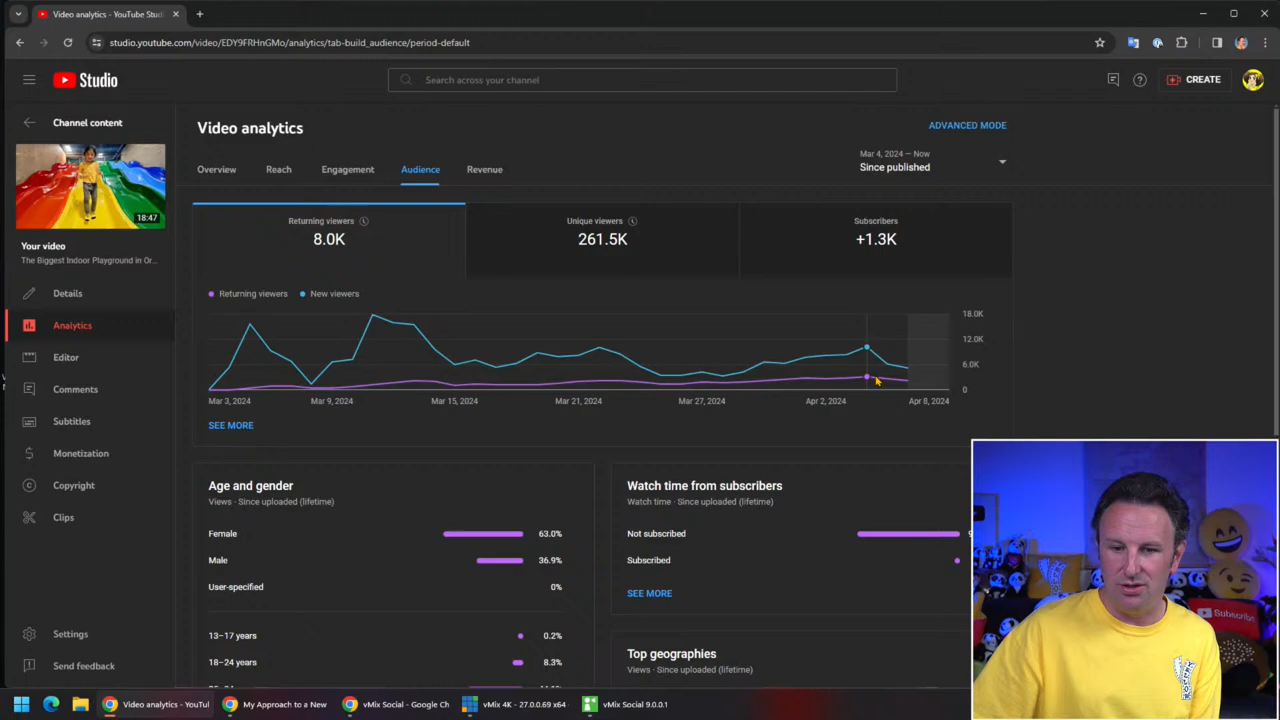 Video analytics - YouTube Stud
studio.youtube.com/video/EDY9FRHnGMo/analytics/tab-build_audience/period-default
Studio
Search across your channel
CREATE
Channel content
18:47
Your video
The Biggest Indoor Playground in Or...
Details
Analytics
Editor
Comments
Subtitles
Monetization
Copyright
Clips
Settings
Send feedback
Video analytics
ADVANCED MODE
Overview
Reach
Engagement
Audience
Revenue
Mar 4, 2024 — Now
Since published
Returning viewers
8.0K
Unique viewers
261.5K
Subscribers
+1.3K
Returning viewers
New viewers
18.0K
12.0K
6.0K
0
Mar 3, 2024
Mar 9, 2024
Mar 15, 2024
Mar 21, 2024
Mar 27, 2024
Apr 2, 2024
Apr 8, 2024
SEE MORE
Age and gender
Views · Since uploaded (lifetime)
Female 63.0%
Male 36.9%
User-specified 0%
13–17 years 0.2%
18–24 years 8.3%
Watch time from subscribers
Watch time · Since uploaded (lifetime)
Not subscribed
Subscribed
SEE MORE
Top geographies
Views · Since uploaded (lifetime)
Subscribe
Video analytics - YouTul
My Approach to a New
vMix Social - Google Ch
vMix 4K - 27.0.0.69 x64 -
vMix Social 9.0.0.1